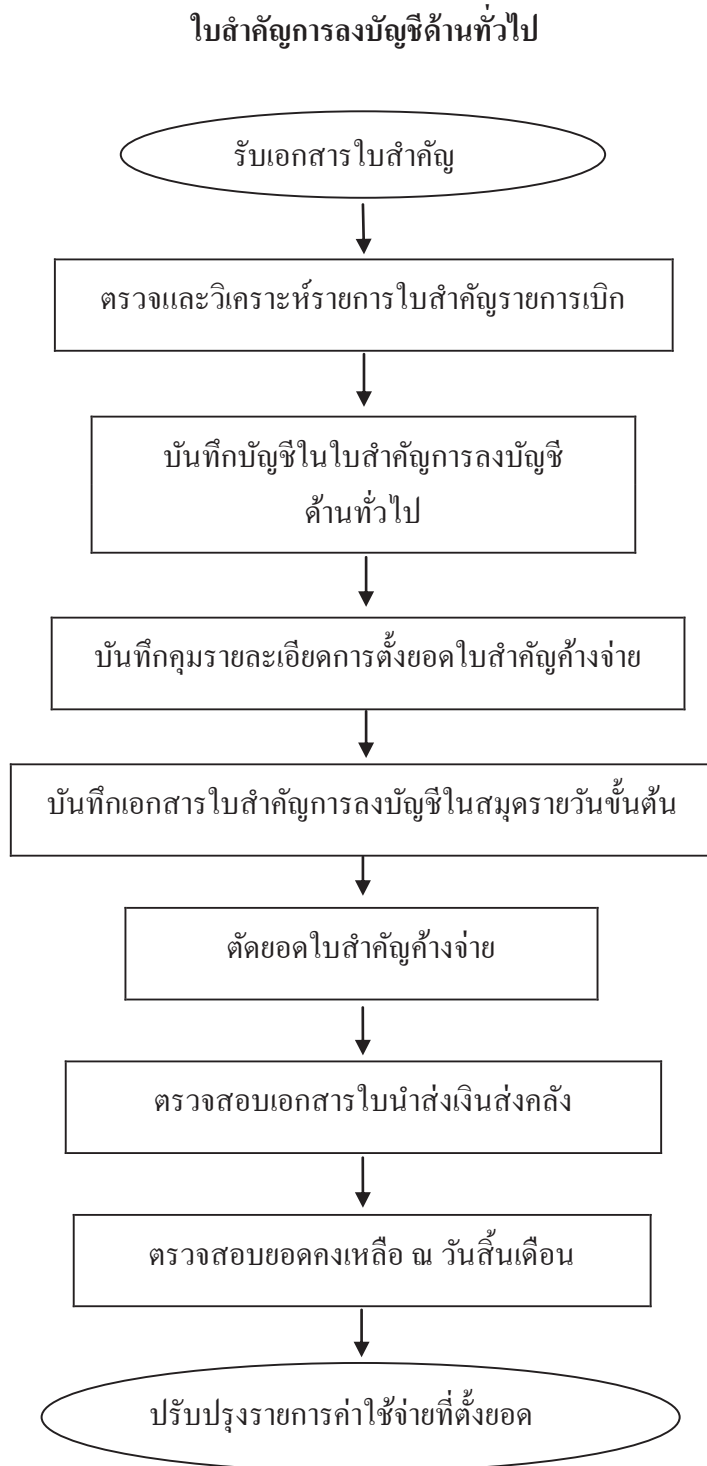 ใบสำคัญการลงบัญชีด้านทั่วไป
รับเอกสารใบสำคัญ
ตรวจและวิเคราะห์รายการใบสำคัญรายการเบิก
บันทึกบัญชีในใบสำคัญการลงบัญชี
ด้านทั่วไป
บันทึกคุมรายละเอียดการตั้งยอดใบสำคัญค้างจ่าย
บันทึกเอกสารใบสำคัญการลงบัญชีในสมุดรายวันขั้นต้น
ตัดยอดใบสำคัญค้างจ่าย
ตรวจสอบเอกสารใบนำส่งเงินส่งคลัง
ตรวจสอบยอดคงเหลือ ณ วันสิ้นเดือน
ปรับปรุงรายการค่าใช้จ่ายที่ตั้งยอด